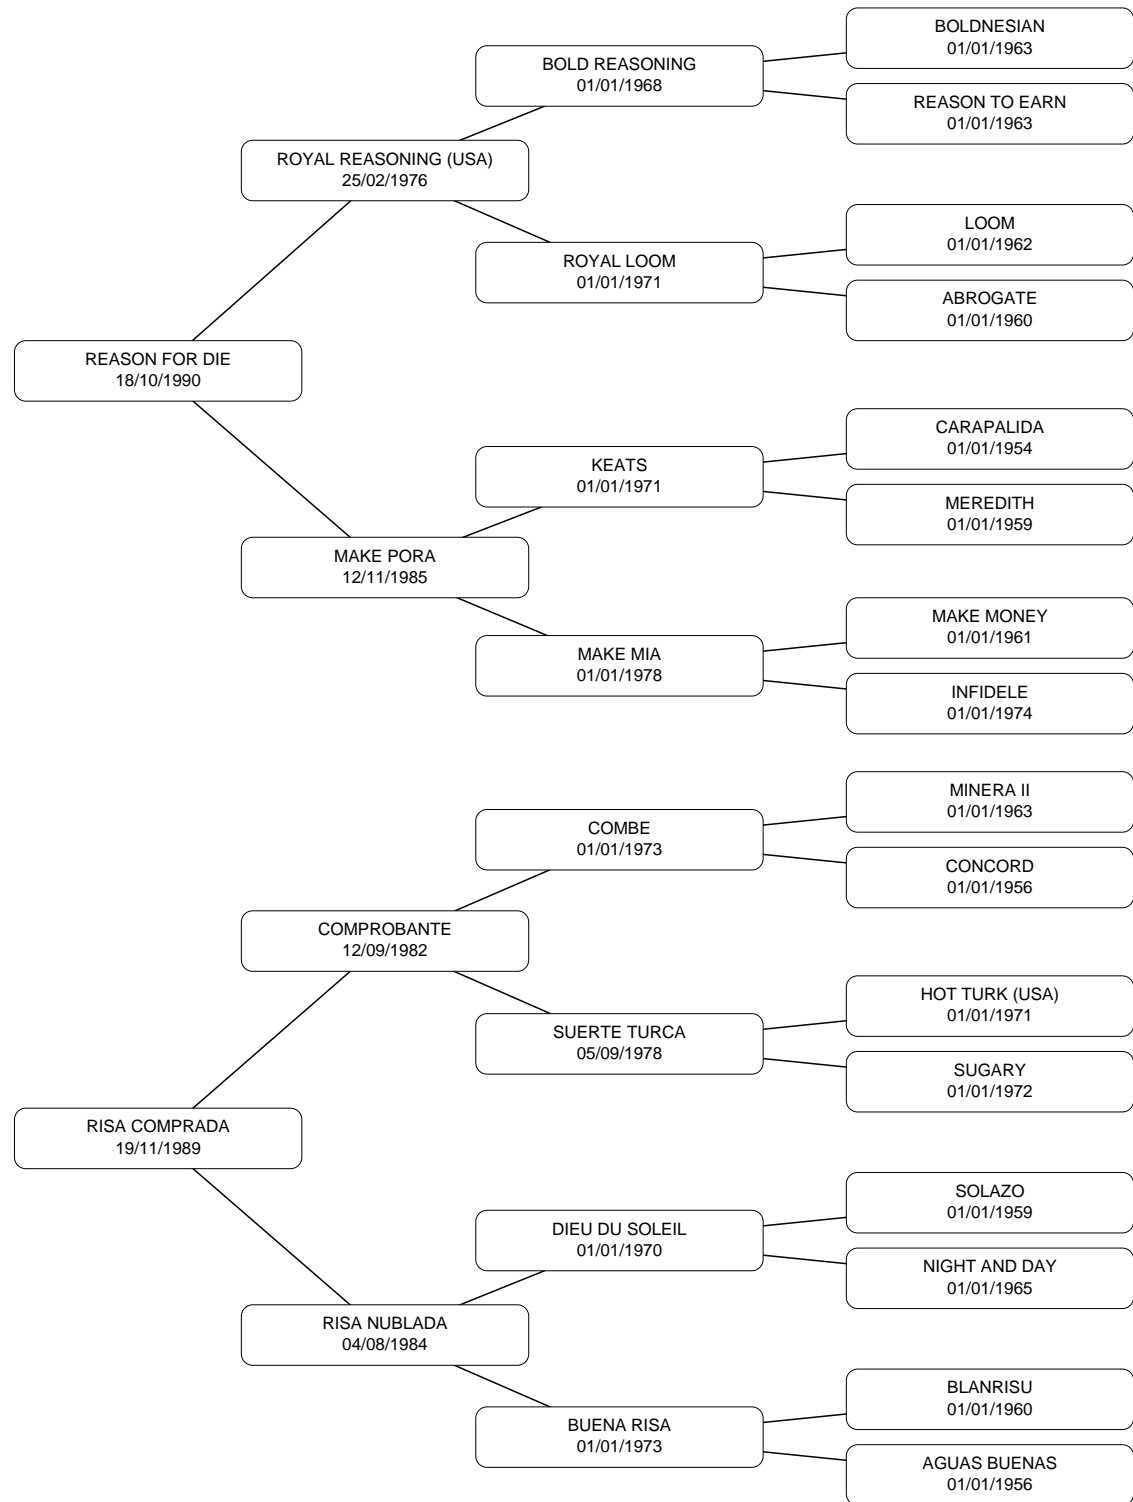 BOLDNESIAN
01/01/1963
BOLD REASONING
01/01/1968
REASON TO EARN
01/01/1963
ROYAL REASONING (USA)
25/02/1976
LOOM
01/01/1962
ROYAL LOOM
01/01/1971
ABROGATE
01/01/1960
REASON FOR DIE
18/10/1990
CARAPALIDA
01/01/1954
KEATS
01/01/1971
MEREDITH
01/01/1959
MAKE PORA
12/11/1985
MAKE MONEY
01/01/1961
MAKE MIA
01/01/1978
INFIDELE
01/01/1974
MINERA II
01/01/1963
COMBE
01/01/1973
CONCORD
01/01/1956
COMPROBANTE
12/09/1982
HOT TURK (USA)
01/01/1971
SUERTE TURCA
05/09/1978
SUGARY
01/01/1972
RISA COMPRADA
19/11/1989
SOLAZO
01/01/1959
DIEU DU SOLEIL
01/01/1970
NIGHT AND DAY
01/01/1965
RISA NUBLADA
04/08/1984
BLANRISU
01/01/1960
BUENA RISA
01/01/1973
AGUAS BUENAS
01/01/1956